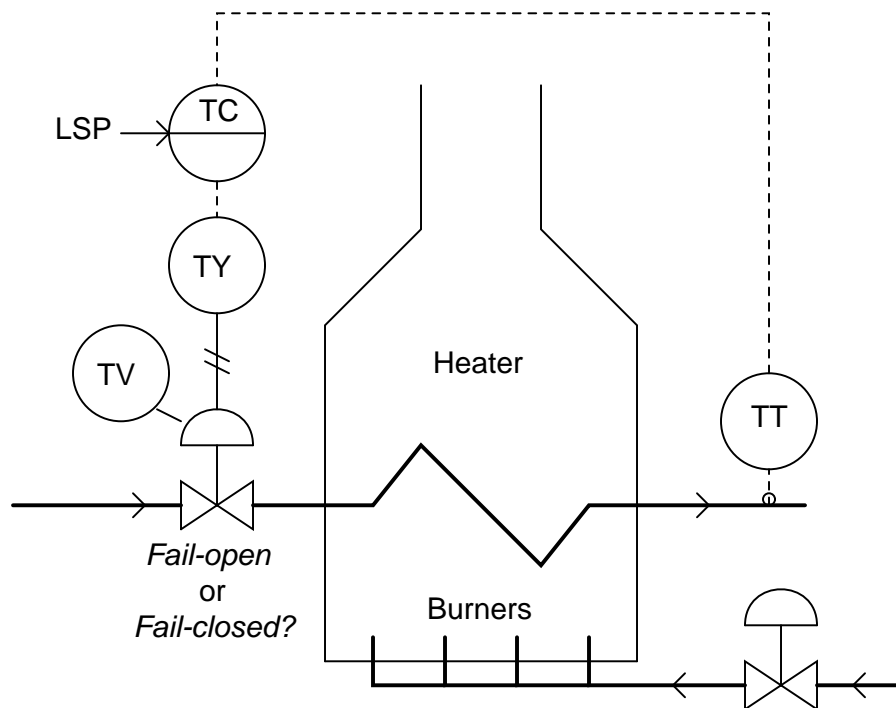 TC
LSP
TY
TV
Heater
TT
Fail-open
or
Fail-closed?
Burners